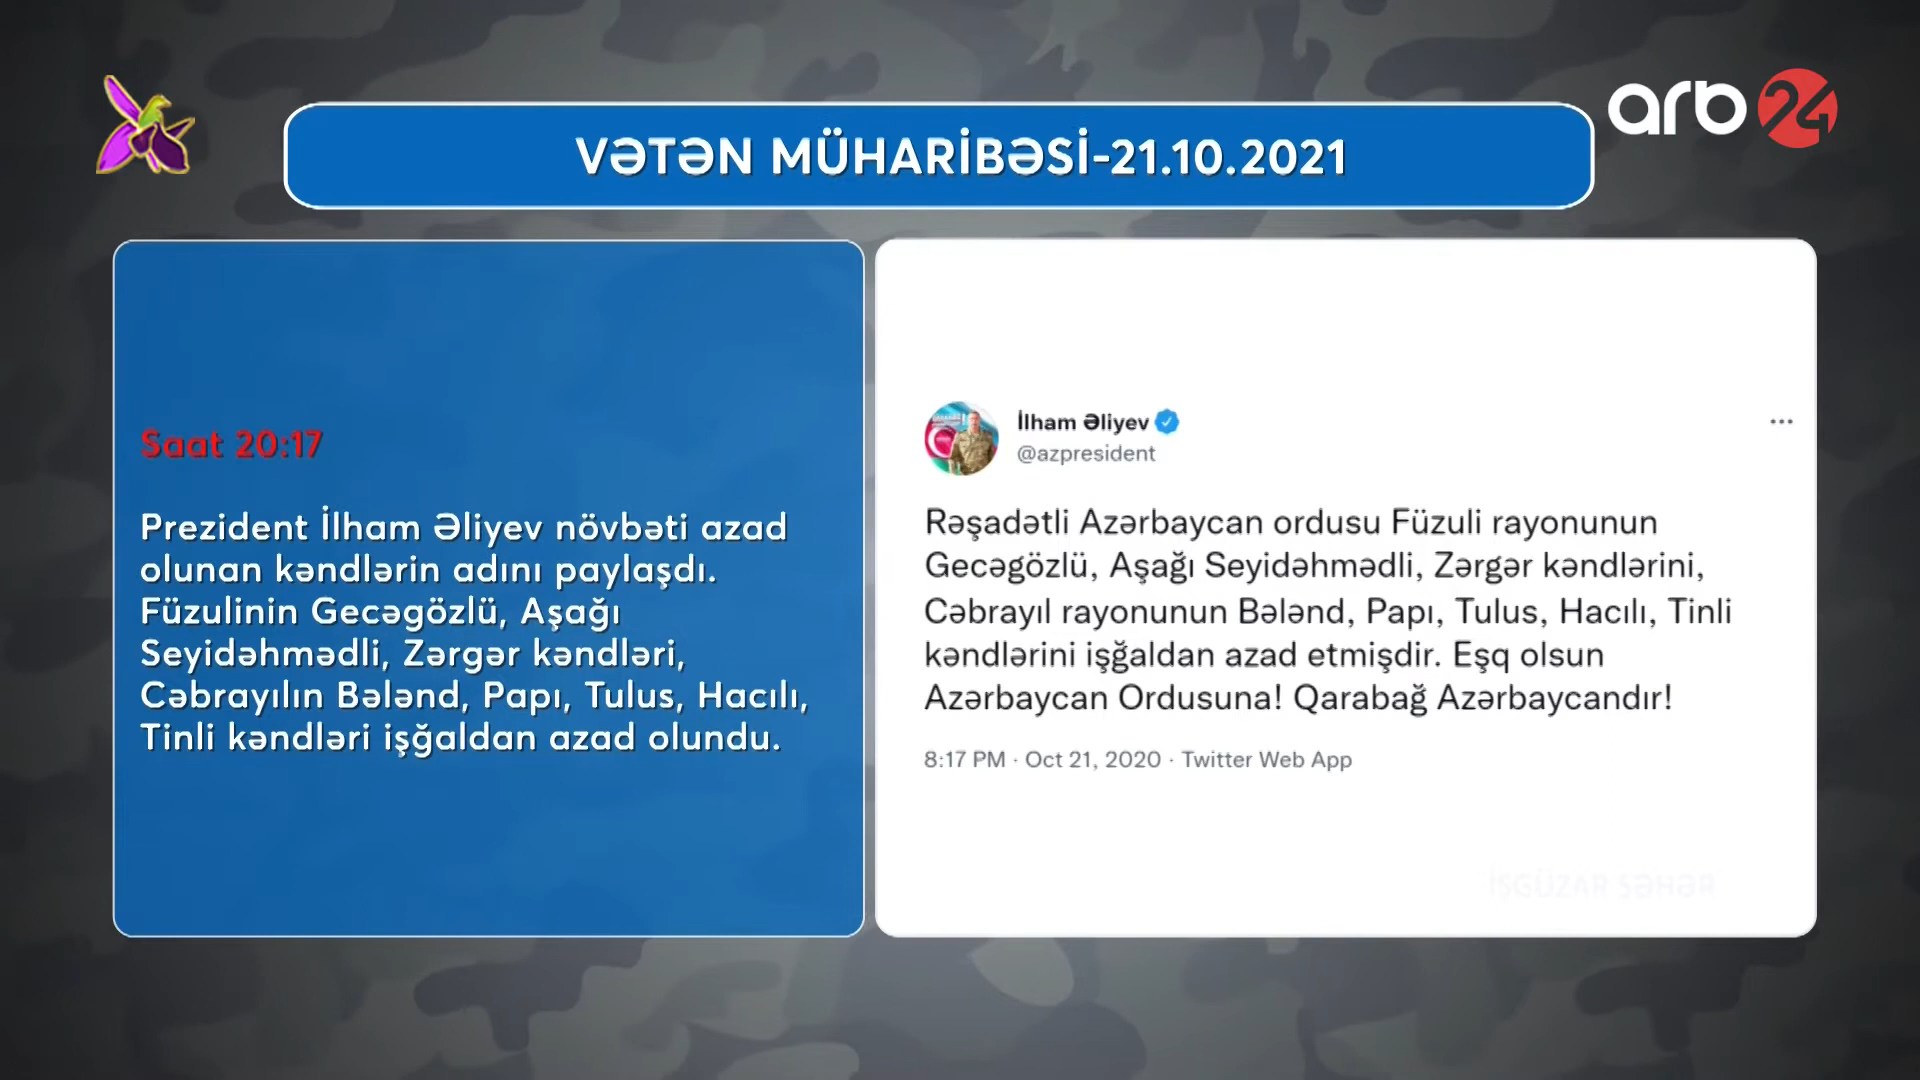 arb 24
VƏTƏN MÜHARİBƏSİ-21.10.2021
Saat 20:17
Prezident İlham Əliyev növbəti azad
olunan kəndlərin adını paylaşdı.
Füzulinin Gecəgözlü, Aşağı
Seyidəhmədli, Zərgər kəndləri,
Cəbrayılın Bələnd, Papı, Tulus, Hacılı,
Tinli kəndləri işğaldan azad olundu.
İlham Əliyev
@azpresident
Rəşadətli Azərbaycan ordusu Füzuli rayonunun
Gecəgözlü, Aşağı Seyidəhmədli, Zərgər kəndlərini,
Cəbrayıl rayonunun Bələnd, Papı, Tulus, Hacılı, Tinli
kəndlərini işğaldan azad etmişdir. Eşq olsun
Azərbaycan Ordusuna! Qarabağ Azərbaycandır!
8:17 PM · Oct 21, 2020 · Twitter Web App
İŞGÜZAR SƏHƏR